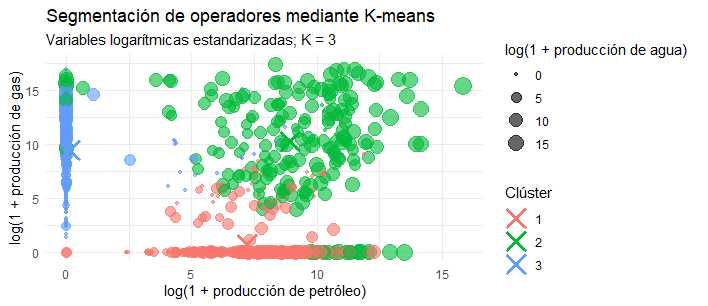 Segmentación de operadores mediante K-means
Variables logarítmicas estandarizadas; K = 3
log(1 + producción de gas)
15
10
5
0
0
5
10
15
log(1 + producción de petróleo)
log(1 + producción de agua)
0
5
10
15
Clúster
1
2
3